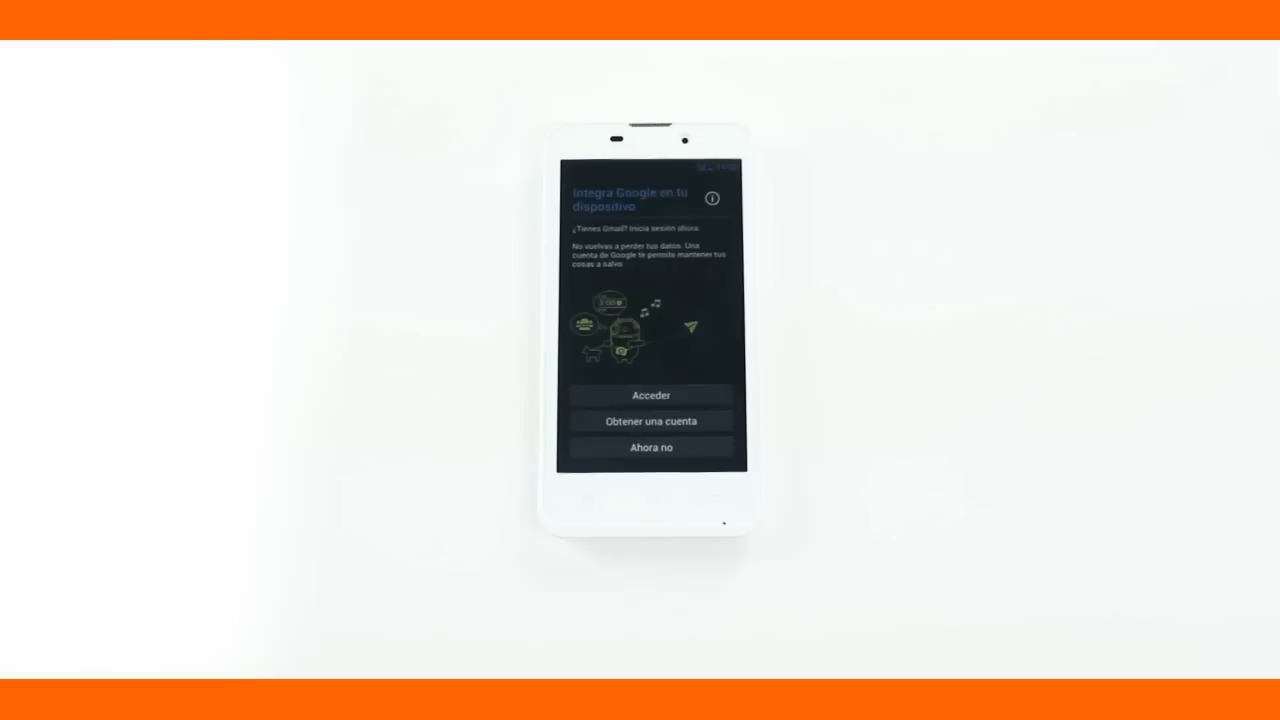 Integra Google en tu
dispositivo
¿Tienes Gmail? Inicia sesión ahora.
No vuelvas a perder tus datos. Una
cuenta de Google te permite mantener tus
cosas a salvo
Acceder
Obtener una cuenta
Ahora no